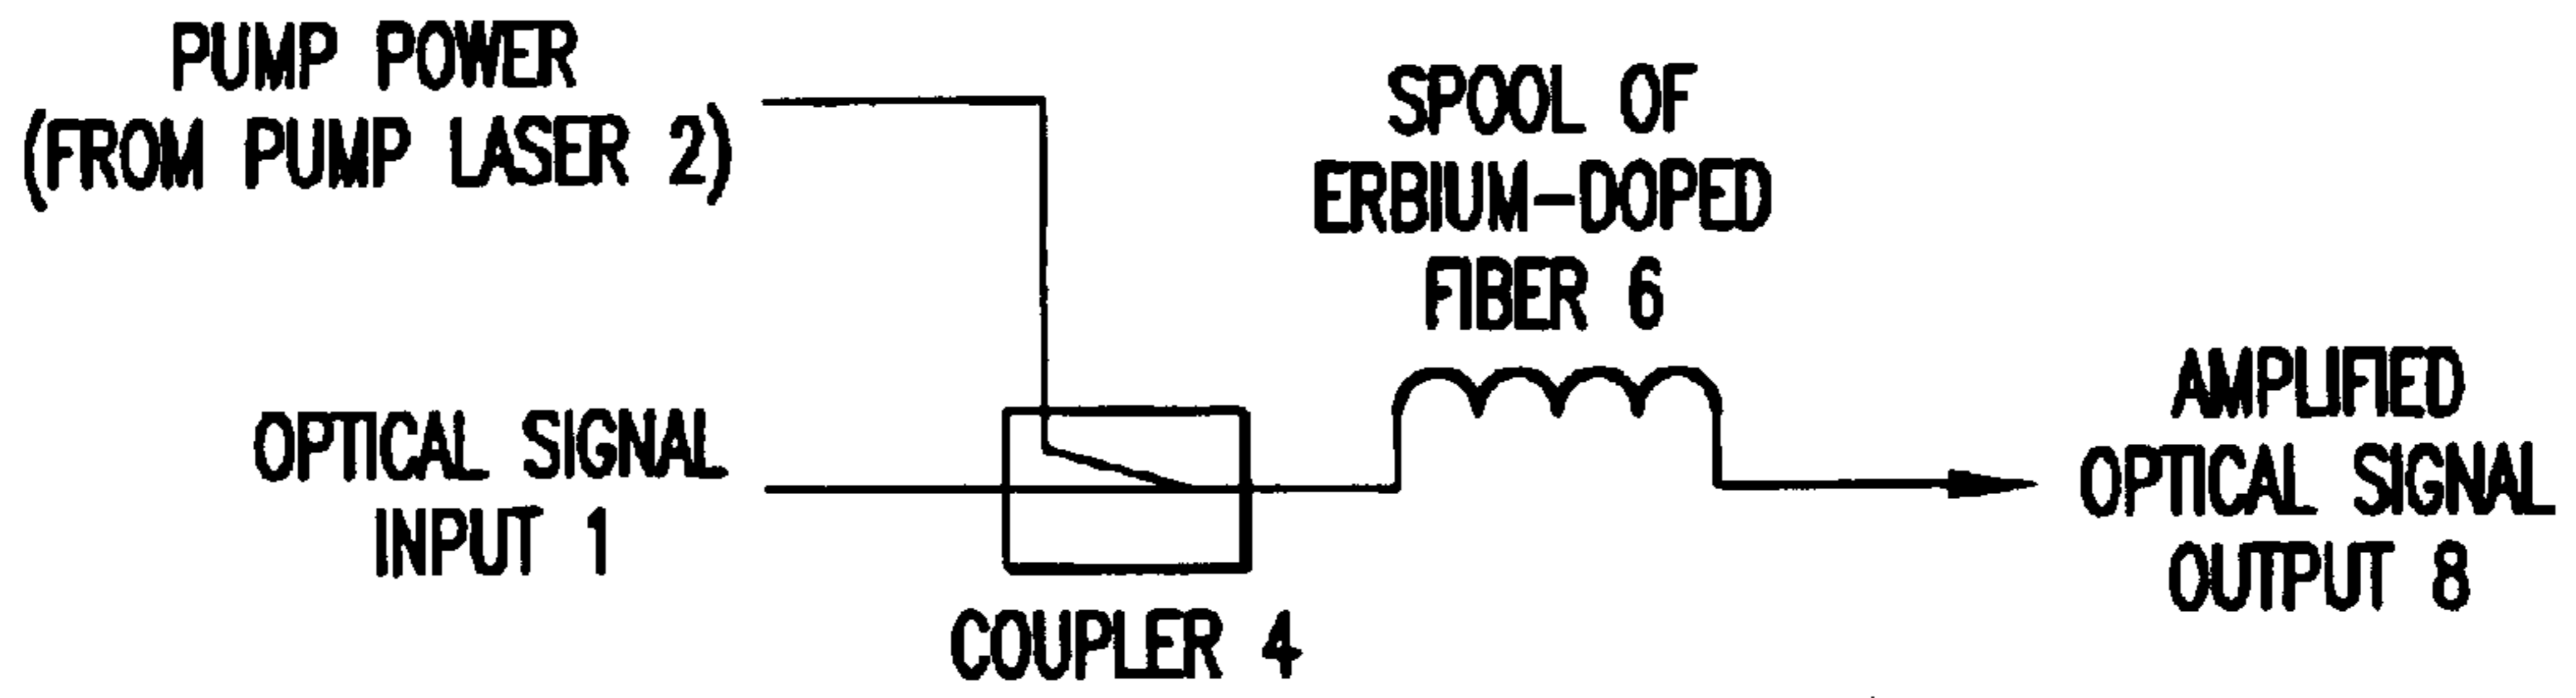 PUMP POWER
(FROM PUMP LASER 2)
SPOOL OF
ERBIUM-DOPED
FIBER 6
OPTICAL SIGNAL
INPUT 1
COUPLER 4
AMPLIFIED
OPTICAL SIGNAL
OUTPUT 8